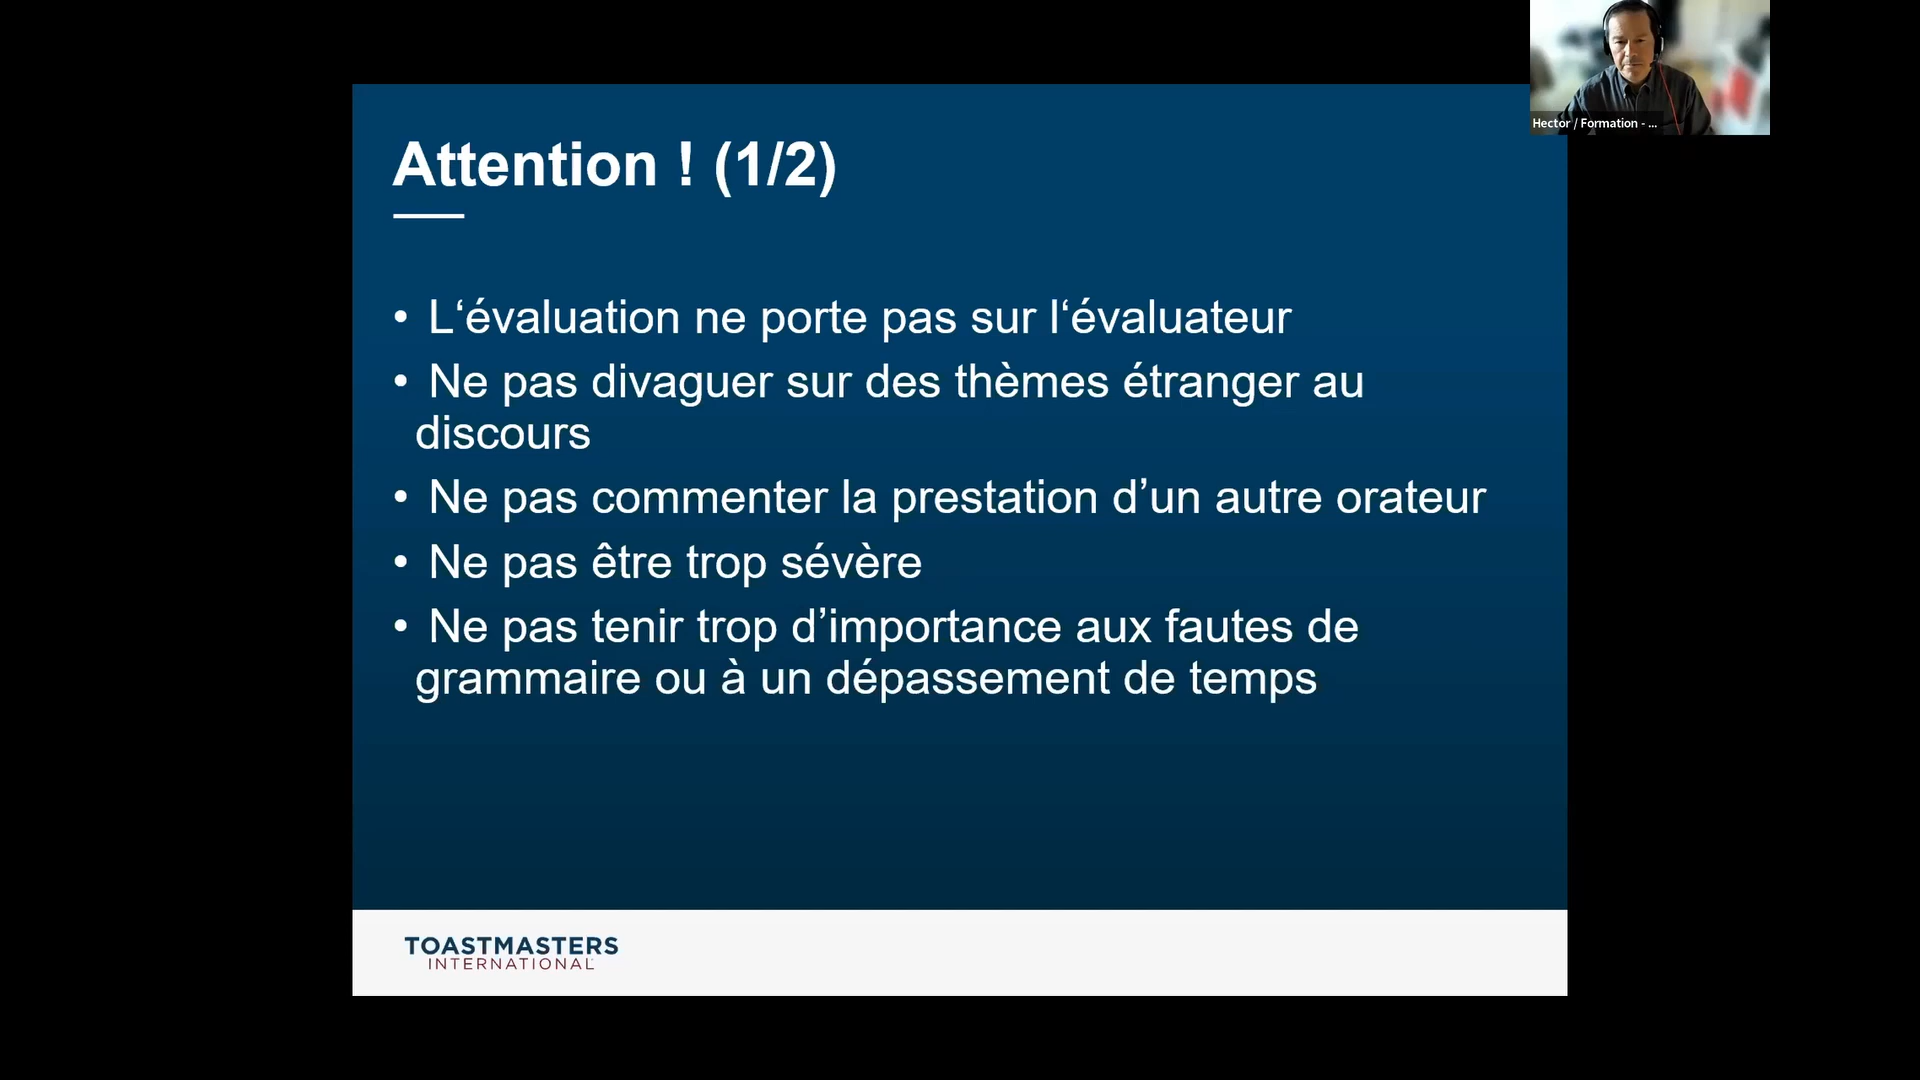 Hector / Formation - ...
Attention ! (1/2)
• L‘évaluation ne porte pas sur l‘évaluateur
• Ne pas divaguer sur des thèmes étranger au
discours
• Ne pas commenter la prestation d’un autre orateur
• Ne pas être trop sévère
• Ne pas tenir trop d’importance aux fautes de
grammaire ou à un dépassement de temps
TOASTMASTERS
INTERNATIONAL